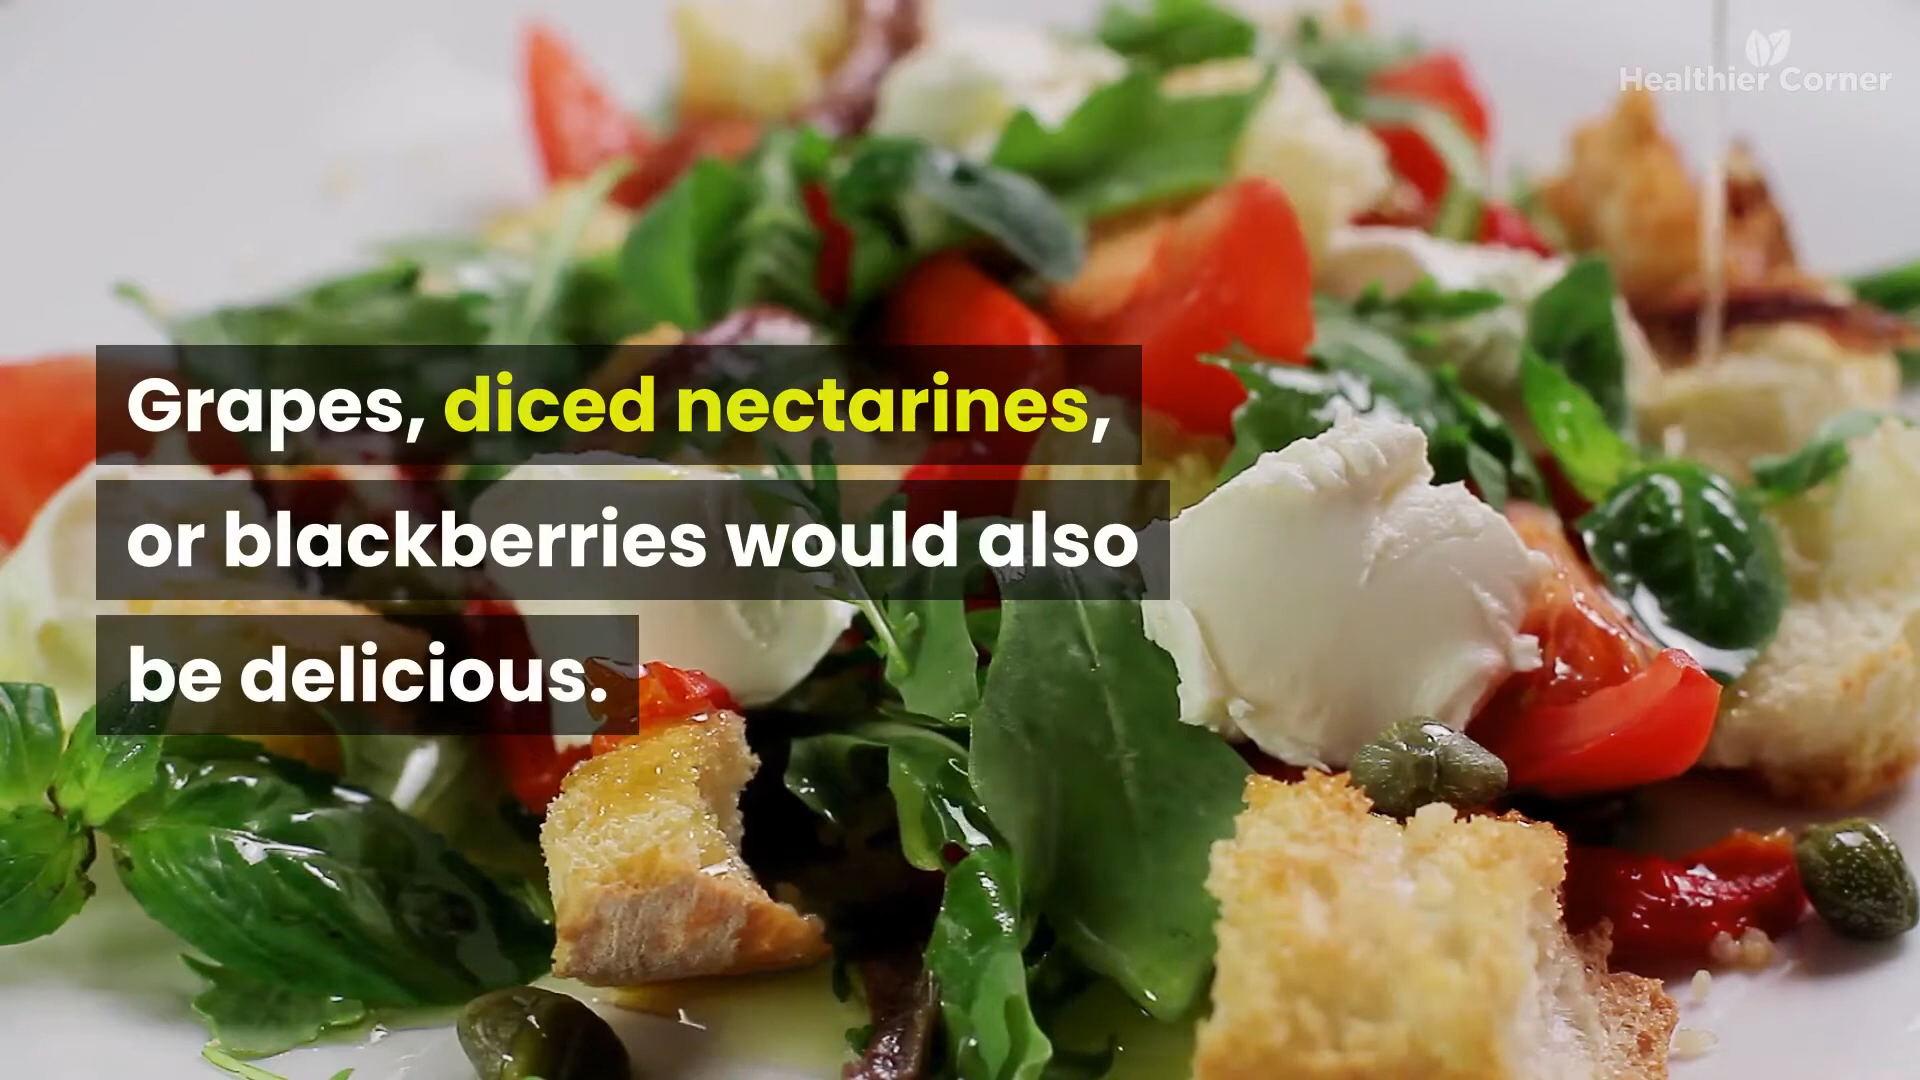 Healthier Corner
Grapes, diced nectarines,
or blackberries would also
be delicious.